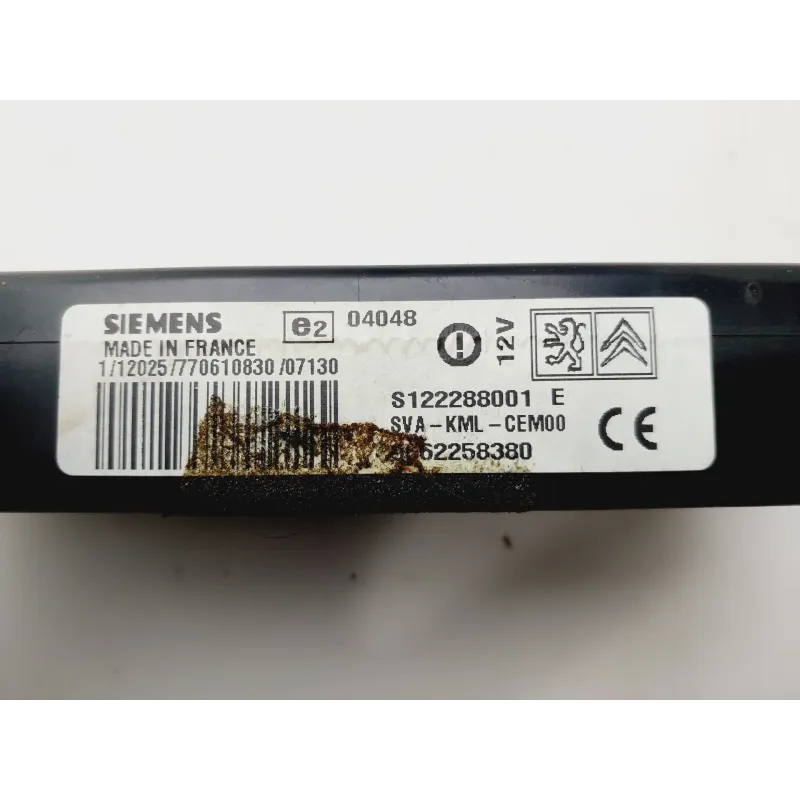 SIEMENS
MADE IN FRANCE
1/12025/770610830/07130
e2 04048
12V
S122288001 E
SVA-KML-CEM00
62258380
CE